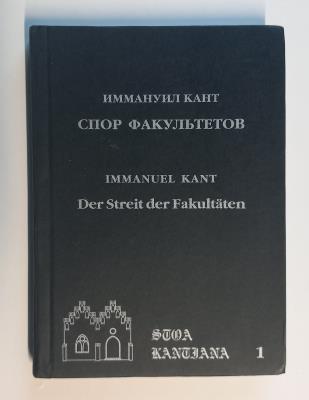 ИММАНУИЛ КАНТ
СПОР ФАКУЛЬТЕТОВ
IMMANUEL KANT
Der Streit der Fakultäten
STOA
KANTIANA 1